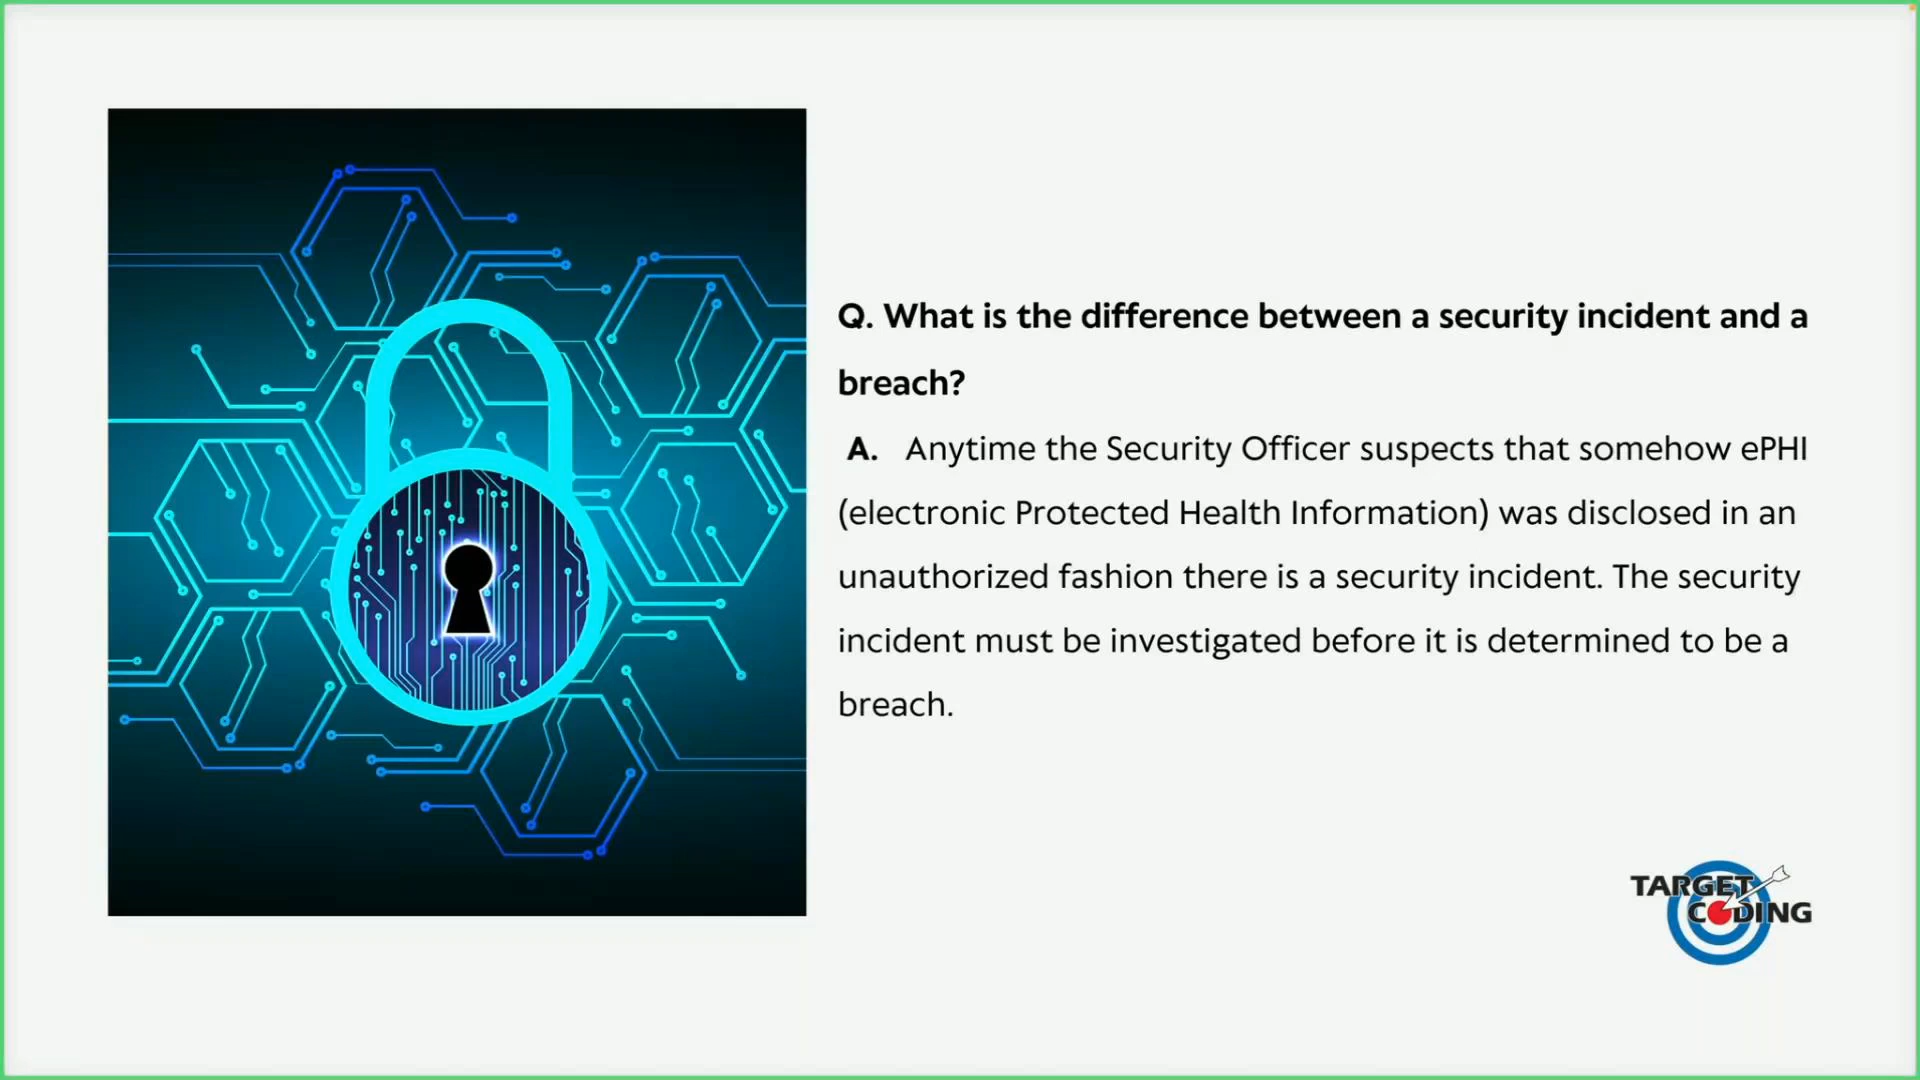 Q. What is the difference between a security incident and a
breach?
A. Anytime the Security Officer suspects that somehow ePHI
(electronic Protected Health Information) was disclosed in an
unauthorized fashion there is a security incident. The security
incident must be investigated before it is determined to be a
breach.
TARGET
CODING